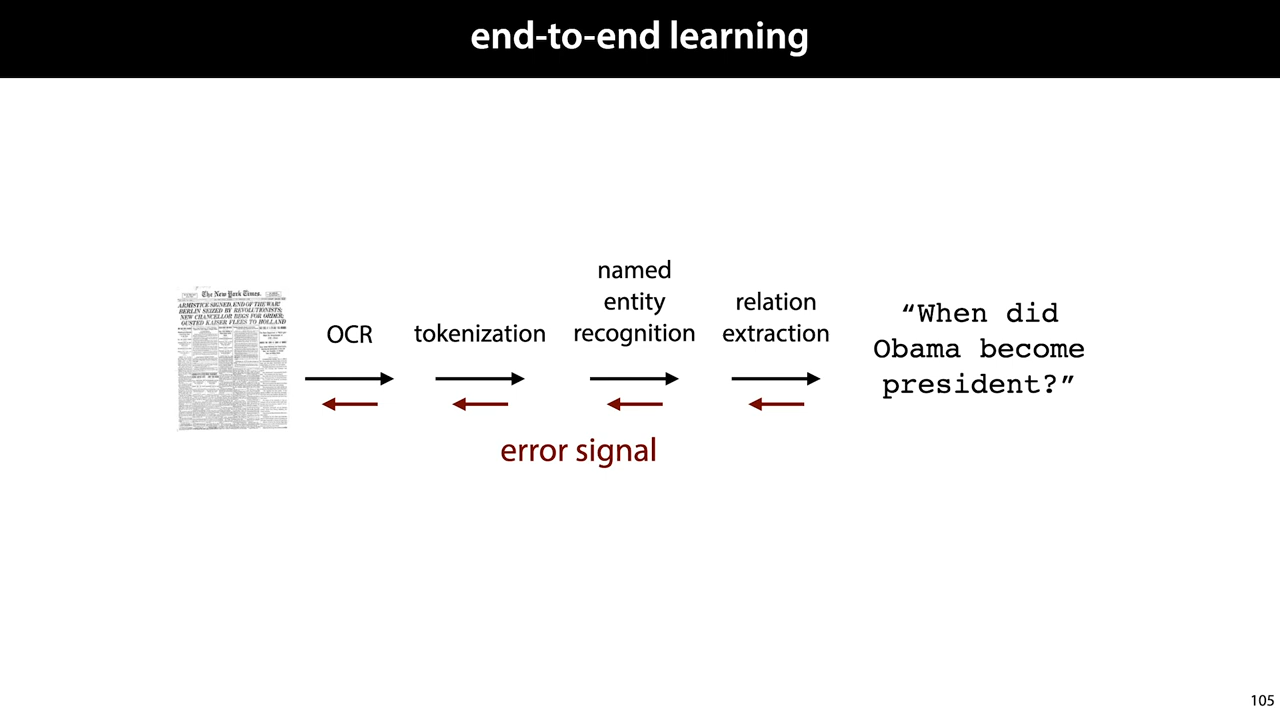 end-to-end learning
The New York Times.
ARMISTICE SIGNED, END OF THE WAR!
BERLIN SEIZED BY REVOLUTIONISTS;
NEW CHANCELLOR BEGS FOR ORDER;
OUSTED KAISER FLEES TO HOLLAND
OCR
tokenization
named
entity
recognition
relation
extraction
“When did
Obama become
president?”
error signal
105